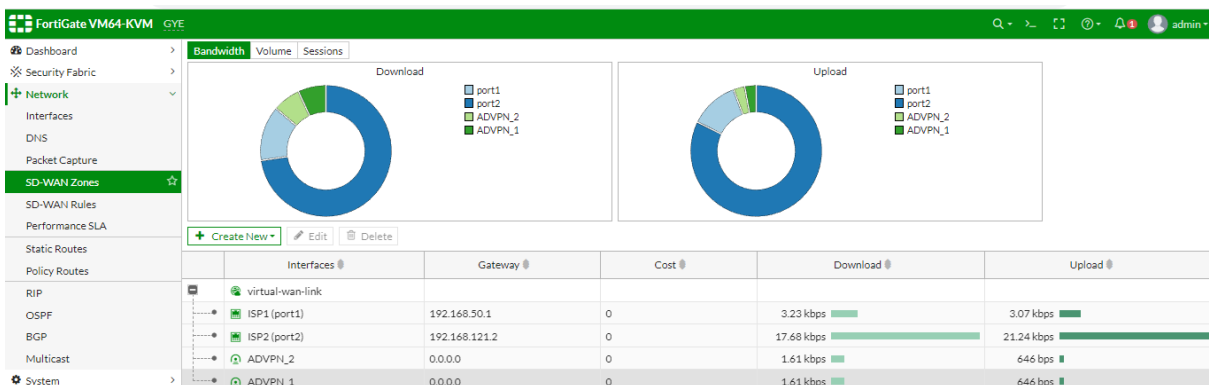 FortiGate VM64-KVM GYE
admin
1
Dashboard
Security Fabric
Network
Interfaces
DNS
Packet Capture
SD-WAN Zones
SD-WAN Rules
Performance SLA
Static Routes
Policy Routes
RIP
OSPF
BGP
Multicast
System
Bandwidth Volume Sessions
Download
port1
port2
ADVPN_2
ADVPN_1
Upload
port1
port2
ADVPN_2
ADVPN_1
+ Create New Edit Delete
Interfaces Gateway Cost Download Upload
virtual-wan-link
ISP1 (port1) 192.168.50.1 0 3.23 kbps 3.07 kbps
ISP2 (port2) 192.168.121.2 0 17.68 kbps 21.24 kbps
ADVPN_2 0.0.0.0 0 1.61 kbps 646 bps
ADVPN_1 0.0.0.0 0 1.61 kbps 646 bps